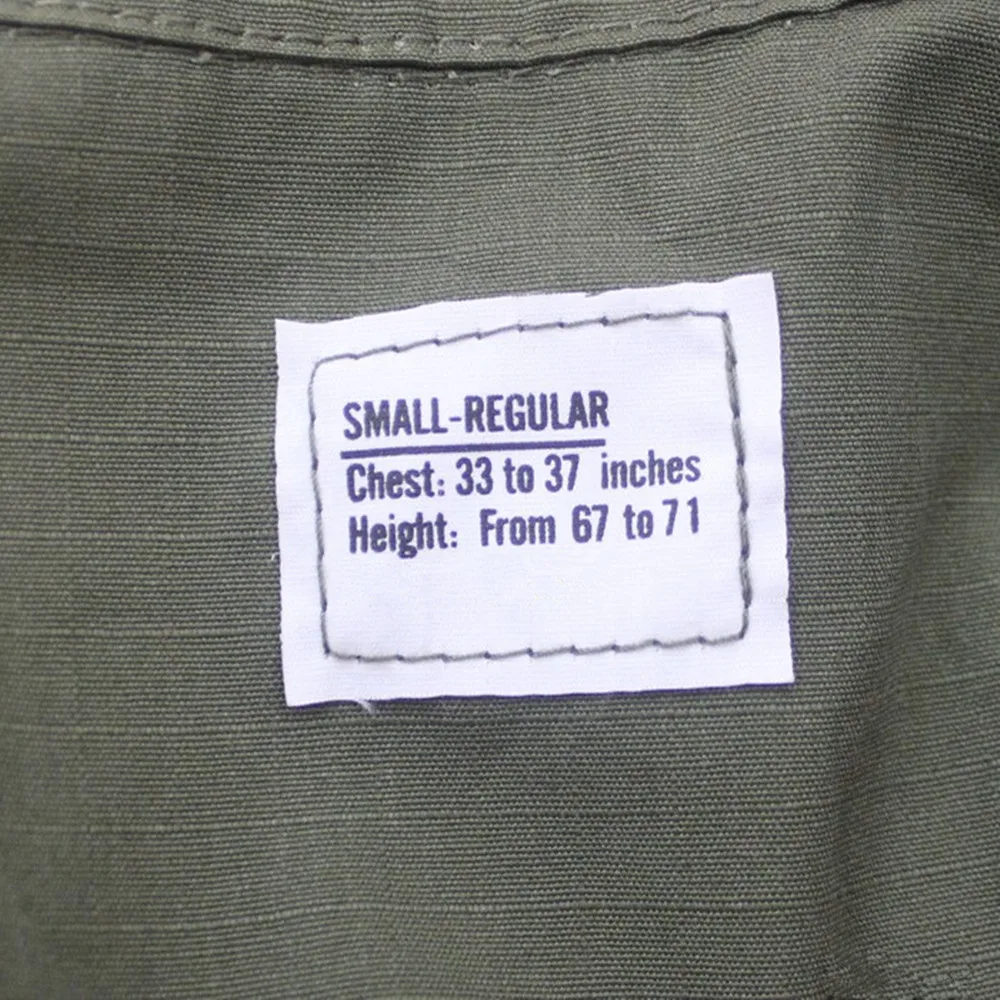 SMALL-REGULAR
Chest: 33 to 37 inches
Height: From 67 to 71